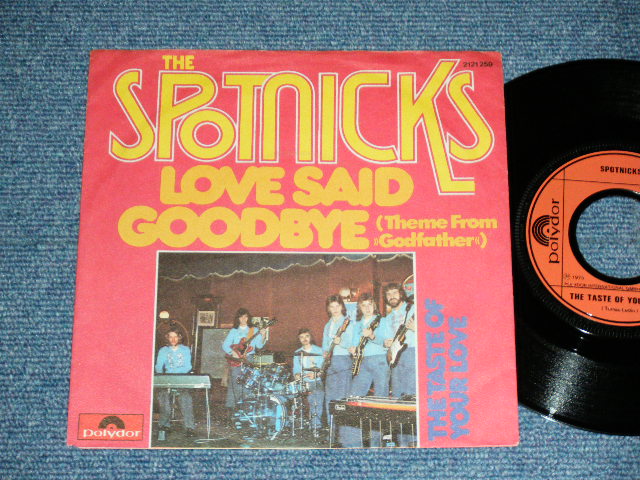 THE
SPOTNICKS
2121 250
LOVE SAID
GOODBYE
(Theme From
»Godfather«)
THE TASTE OF
YOUR LOVE
polydor
SPOTNICKS
polydor
℗ 1975
THE TASTE OF YOU